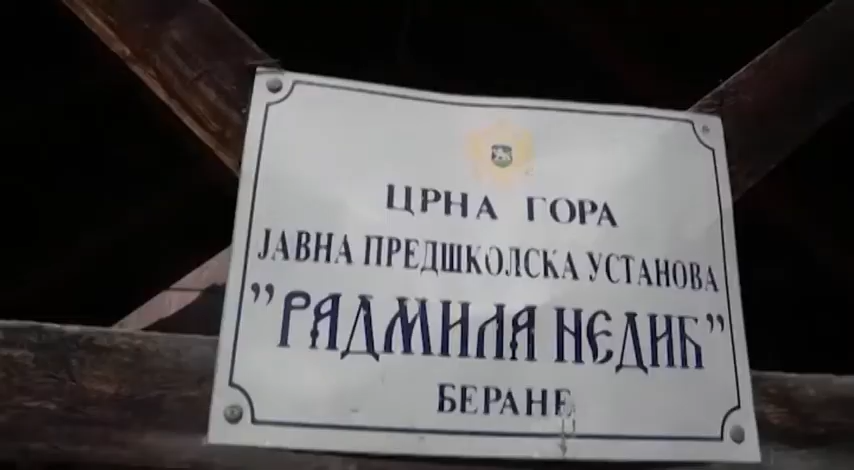 ЦРНА ГОРА
ЈАВНА ПРЕДШКОЛСКА УСТАНОВА
”РАДМИЛА НЕДИЋ”
БЕРАНЕ